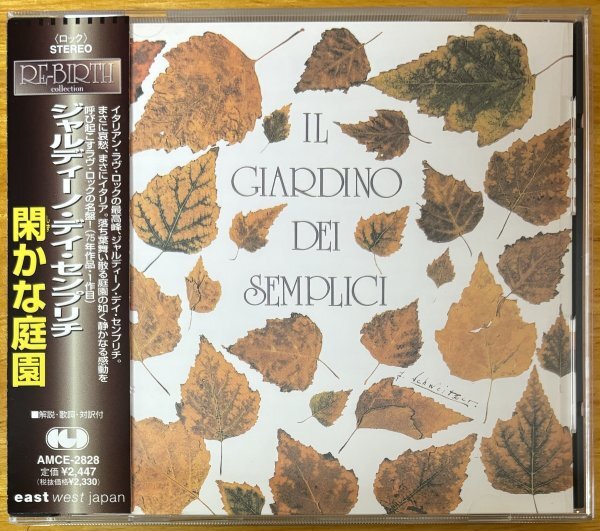 〈ロック〉
STEREO
RE-BIRTH
collection
ジャルディーノ・デイ・センプリチ
閑かな庭園
しずか
イタリアン・ラヴ・ロックの最高峰、ジャルディーノ・デイ・センプリチ。
まさに哀愁、まさにイタリア。落ち葉舞い散る庭園の如く、静かなる感動を
呼び起こすラヴ・ロックの名盤！(’75年作品・1作目)
■解説・歌詞・対訳付
AMCE-2828
定価¥2,447
(税抜価格¥2,330)
east west japan
IL
GIARDINO
DEI
SEMPLICI